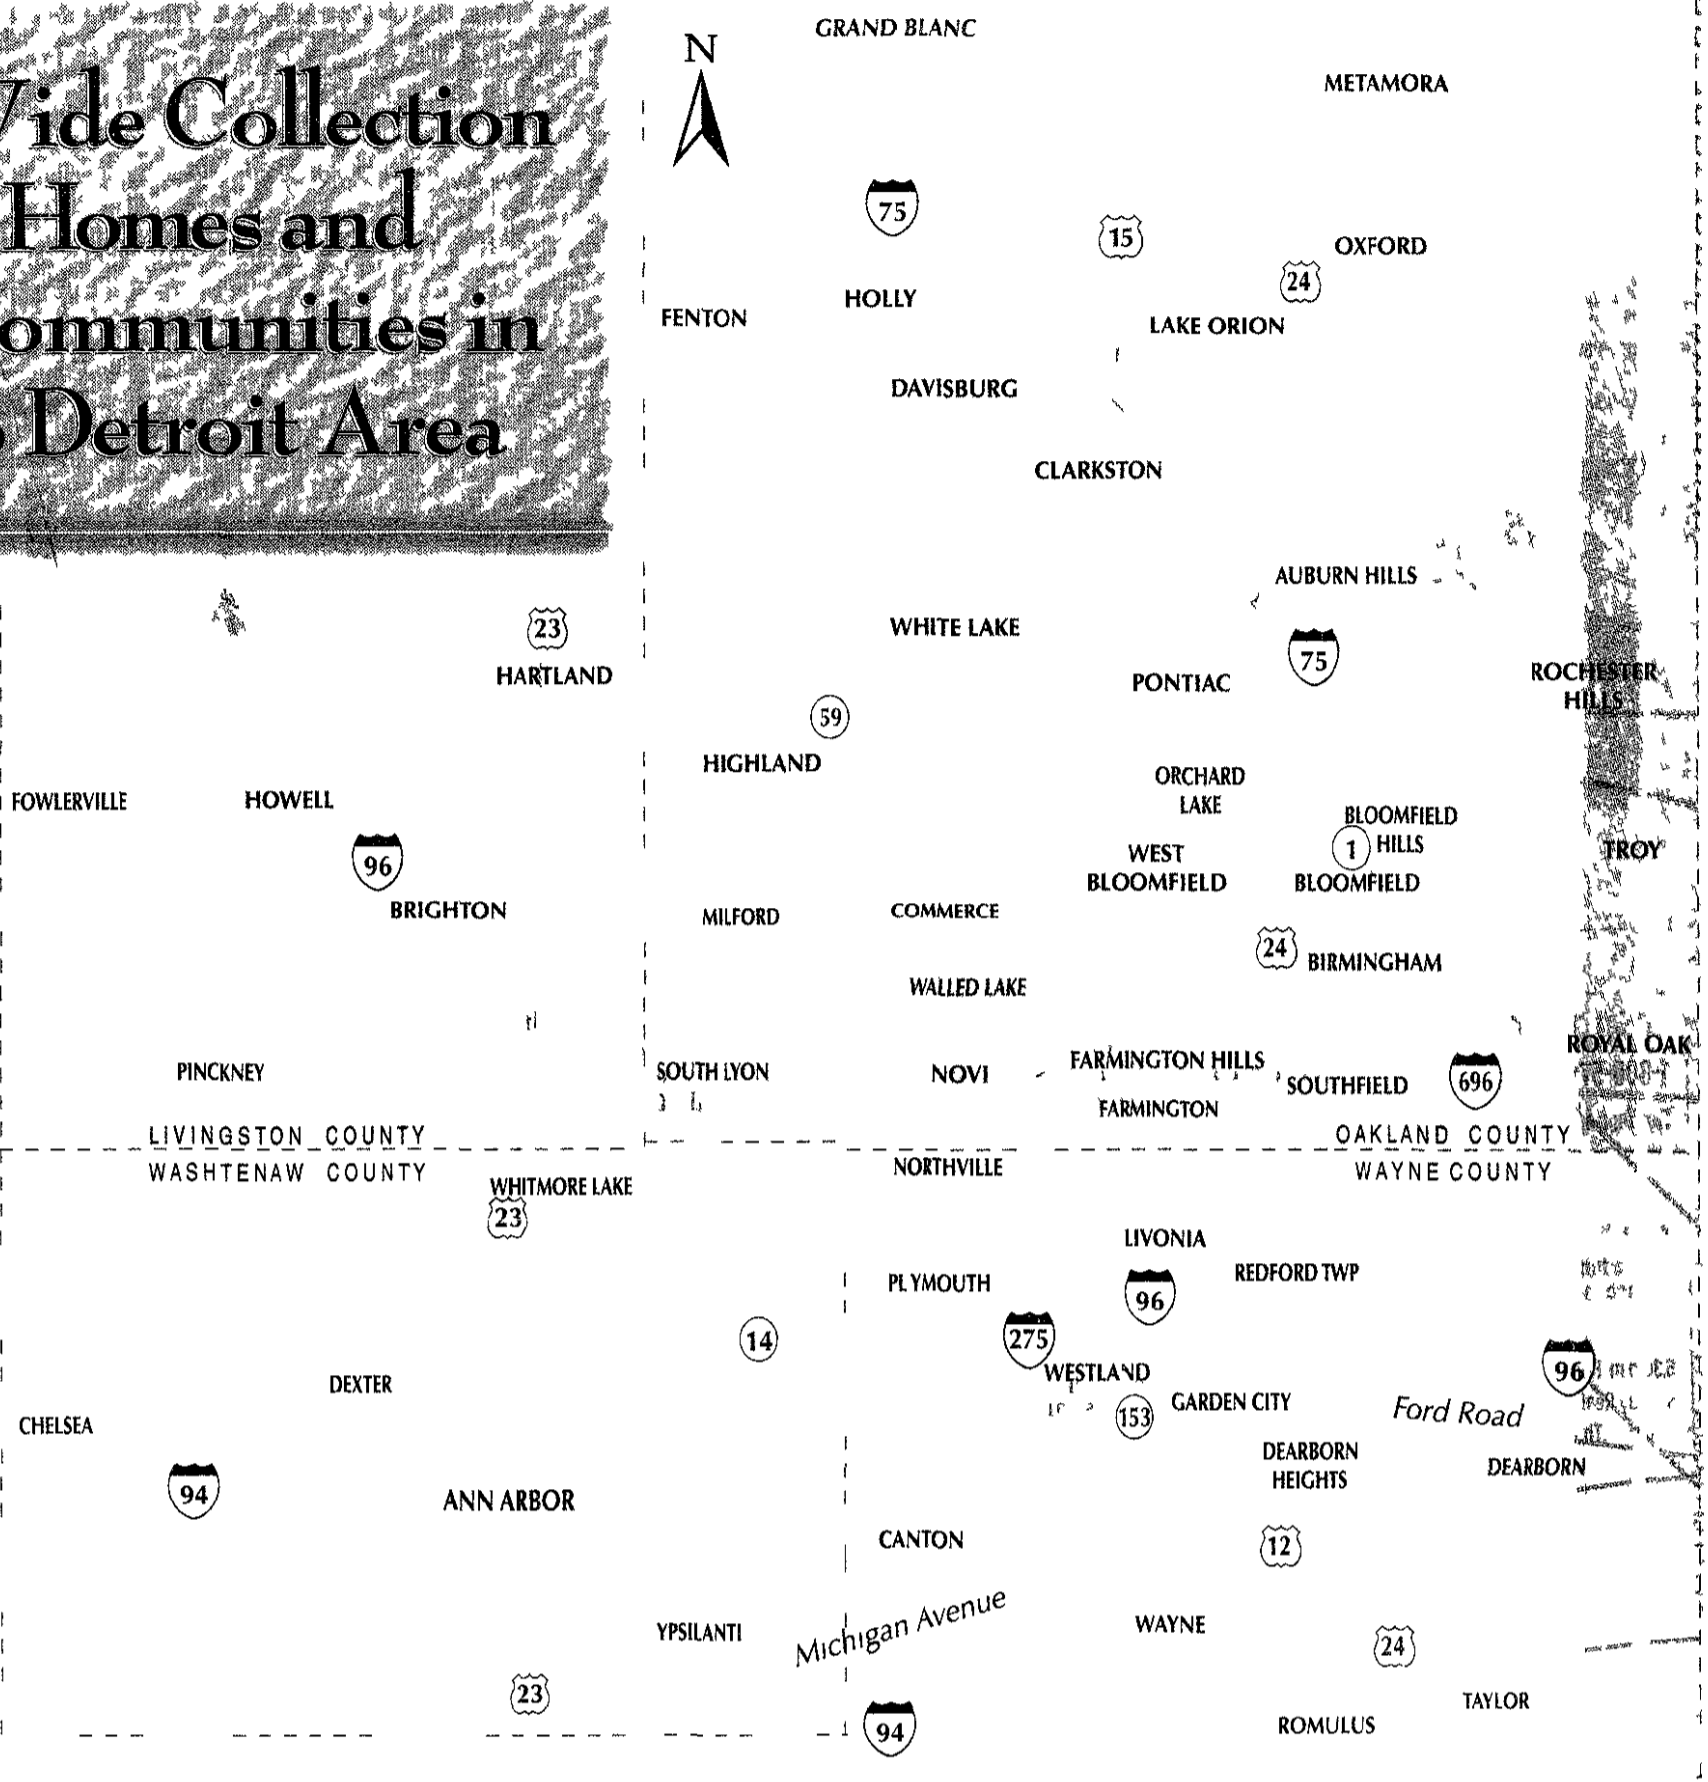 ide Collection
Homes and
ommunities in
Detroit Area
N
GRAND BLANC
METAMORA
75
15
OXFORD
24
HOLLY
FENTON
LAKE ORION
DAVISBURG
CLARKSTON
AUBURN HILLS
23
WHITE LAKE
75
HARTLAND
PONTIAC
ROCHESTER
HILLS
59
HIGHLAND
ORCHARD
LAKE
FOWLERVILLE
HOWELL
BLOOMFIELD
HILLS
1
96
WEST
BLOOMFIELD
BLOOMFIELD
TROY
BRIGHTON
MILFORD
COMMERCE
24
BIRMINGHAM
WALLED LAKE
ROYAL OAK
PINCKNEY
SOUTH LYON
NOVI
FARMINGTON HILLS
SOUTHFIELD
696
FARMINGTON
LIVINGSTON COUNTY
OAKLAND COUNTY
WASHTENAW COUNTY
NORTHVILLE
WAYNE COUNTY
WHITMORE LAKE
23
LIVONIA
PLYMOUTH
REDFORD TWP
96
275
14
WESTLAND
96
DEXTER
GARDEN CITY
153
Ford Road
CHELSEA
DEARBORN
HEIGHTS
DEARBORN
94
ANN ARBOR
CANTON
12
Michigan Avenue
YPSILANTI
WAYNE
24
23
TAYLOR
94
ROMULUS